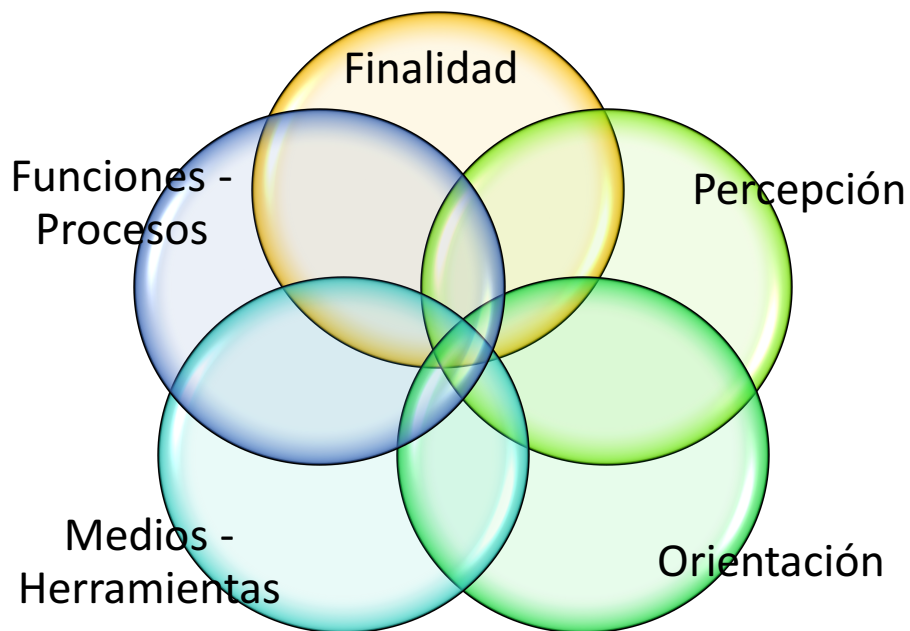 Finalidad
Funciones -
Procesos
Percepción
Medios -
Herramientas
Orientación